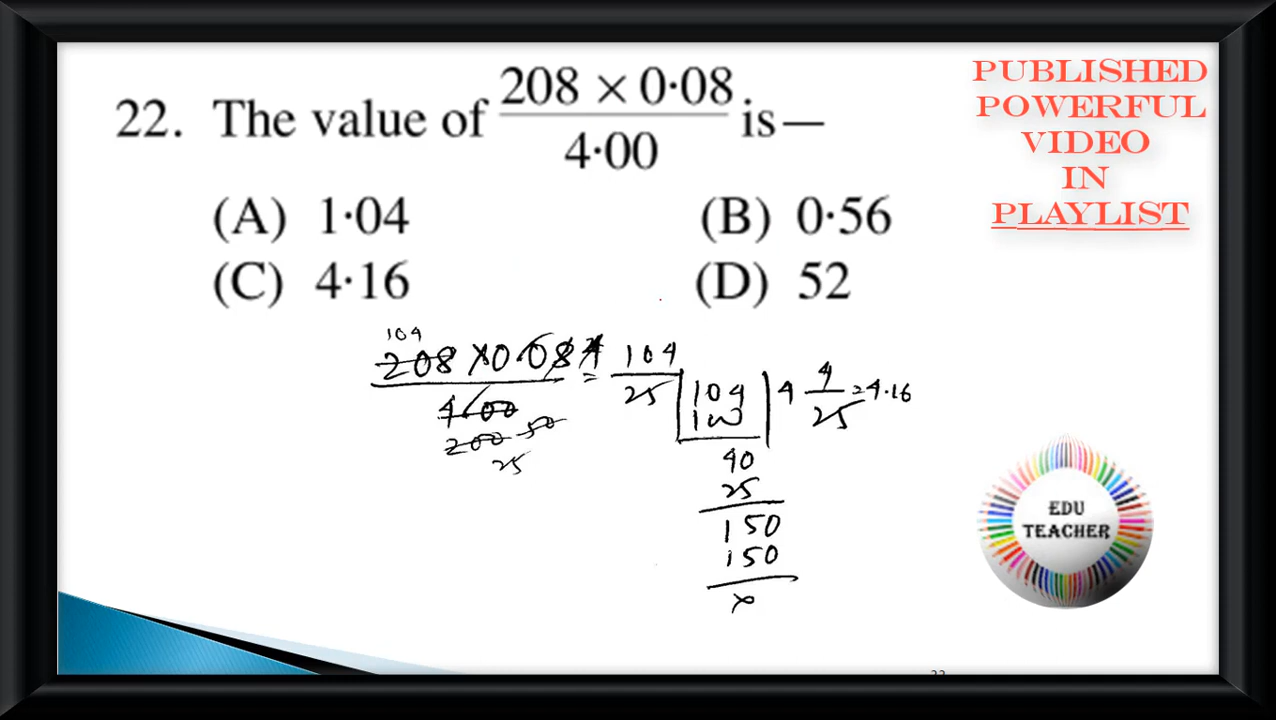 22. The value of 208 × 0·08 / 4·00 is—
(A) 1·04
(B) 0·56
(C) 4·16
(D) 52
PUBLISHED
POWERFUL
VIDEO
IN
PLAYLIST
104
208 × 0.08 4 = 104
4.00 25
200 50
25
104 4 4/25 = 4.16
100
40
25
150
150
×
EDU
TEACHER